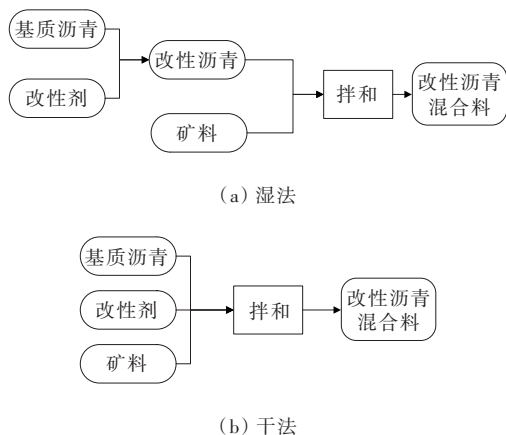 基质沥青
改性剂
改性沥青
矿料
拌和
改性沥青
混合料
(a)湿法
基质沥青
改性剂
矿料
拌和
改性沥青
混合料
(b)干法